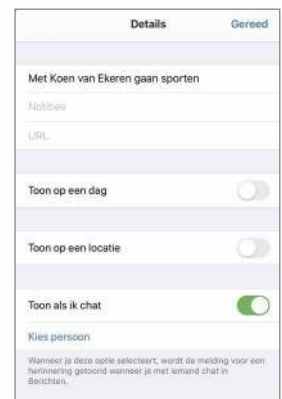 Details
Gereed
Met Koen van Ekeren gaan sporten
Notities
URL
Toon op een dag
Toon op een locatie
Toon als ik chat
Kies persoon
Wanneer je deze optie selecteert, wordt de melding voor een
herinnering getoond wanneer je met iemand chat in
Berichten.